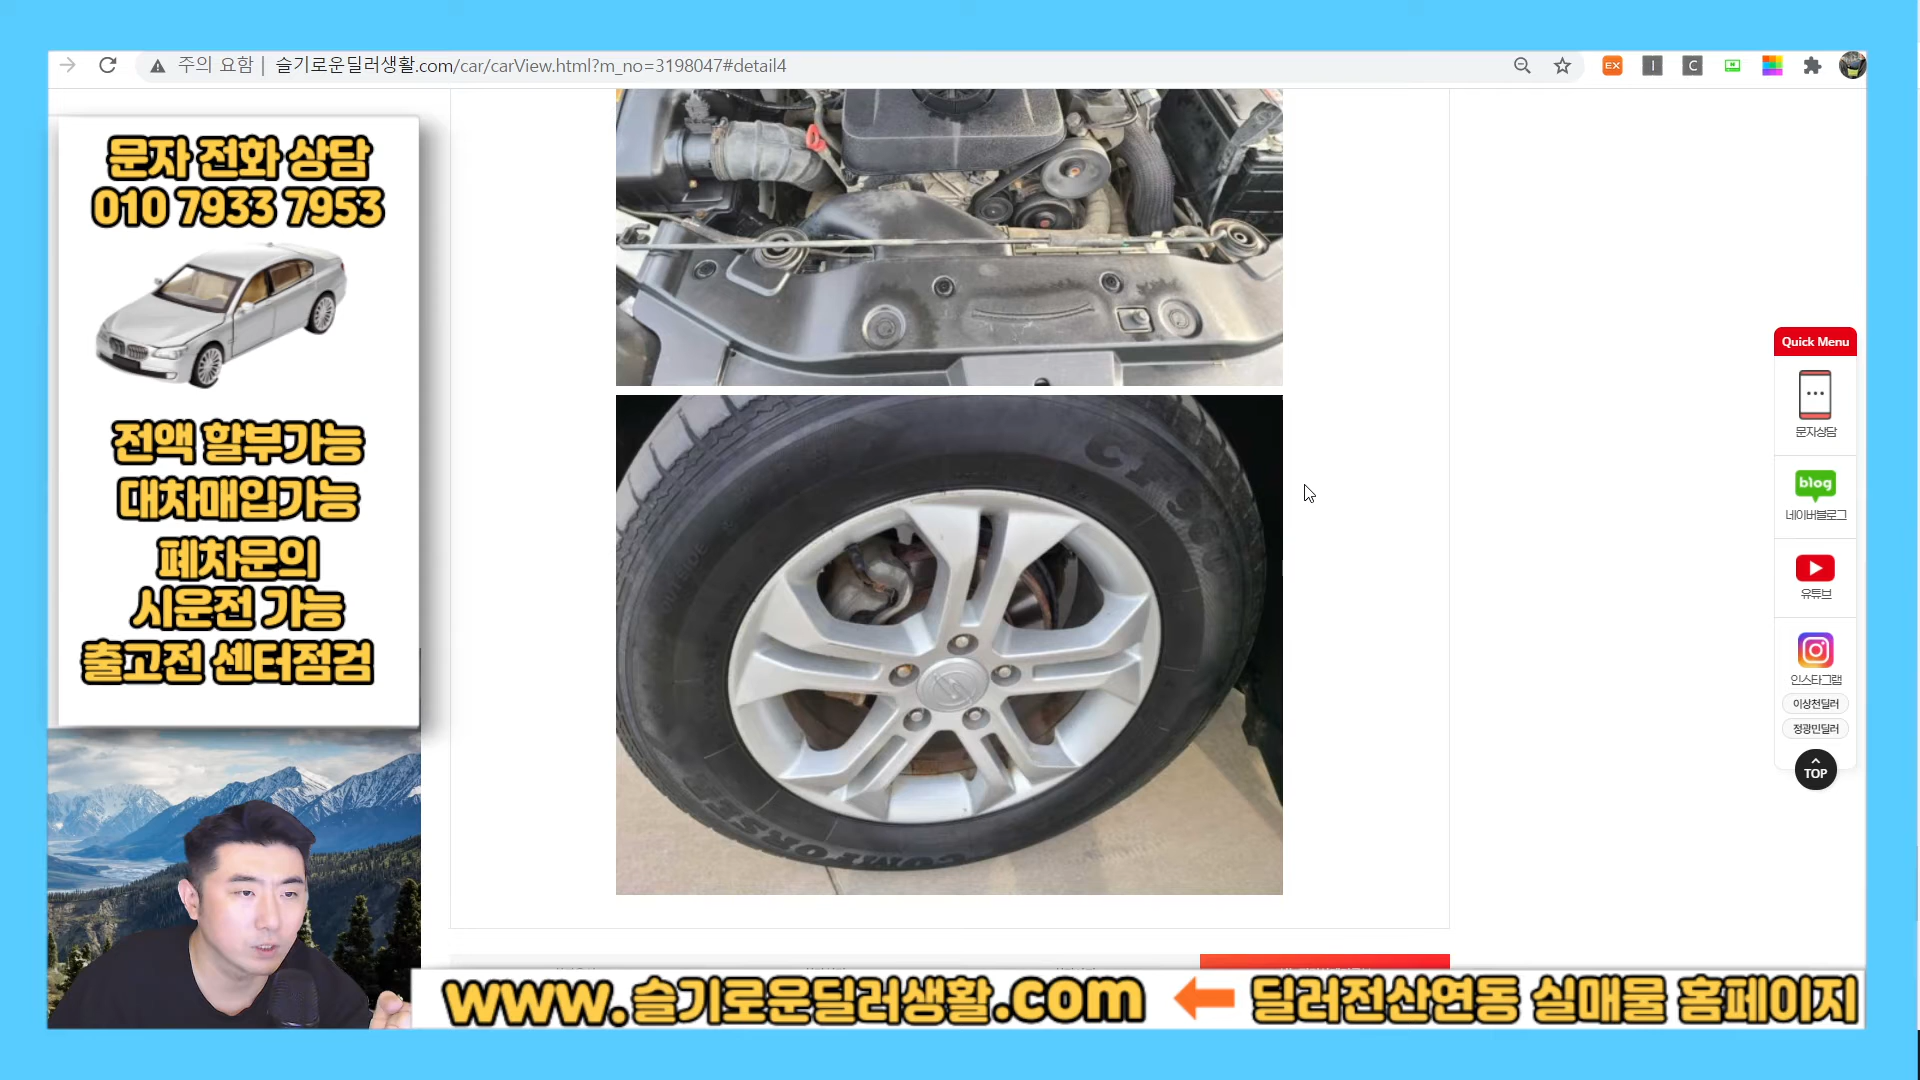 주의 요함 | 슬기로운딜러생활.com/car/carView.html?m_no=3198047#detail4
EX
I
C
문자 전화 상담
010 7933 7953
전액 할부가능
대차매입가능
폐차문의
시운전 가능
출고전 센터점검
CF960
COMFORSER
Quick Menu
문자상담
blog
네이버블로그
유튜브
인스타그램
이상천딜러
정광민딜러
TOP
www.슬기로운딜러생활.com
딜러전산연동 실매물 홈페이지